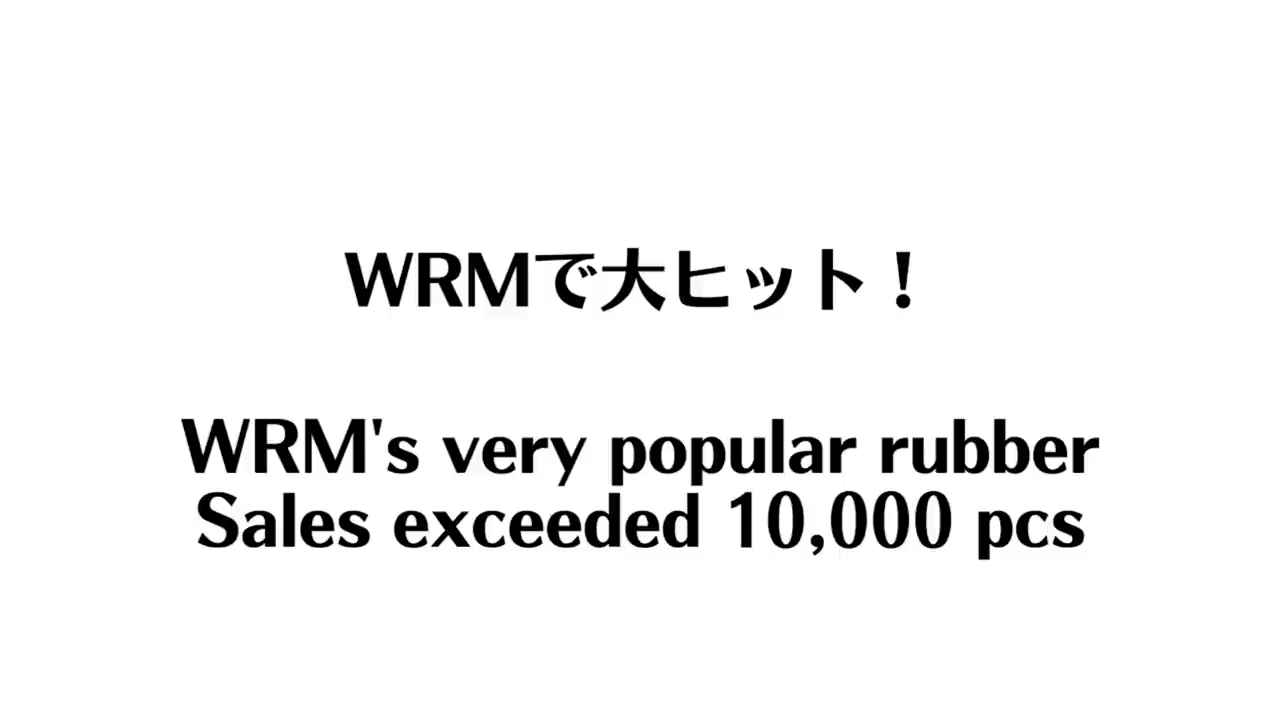 WRMで大ヒット！
WRM's very popular rubber
Sales exceeded 10,000 pcs